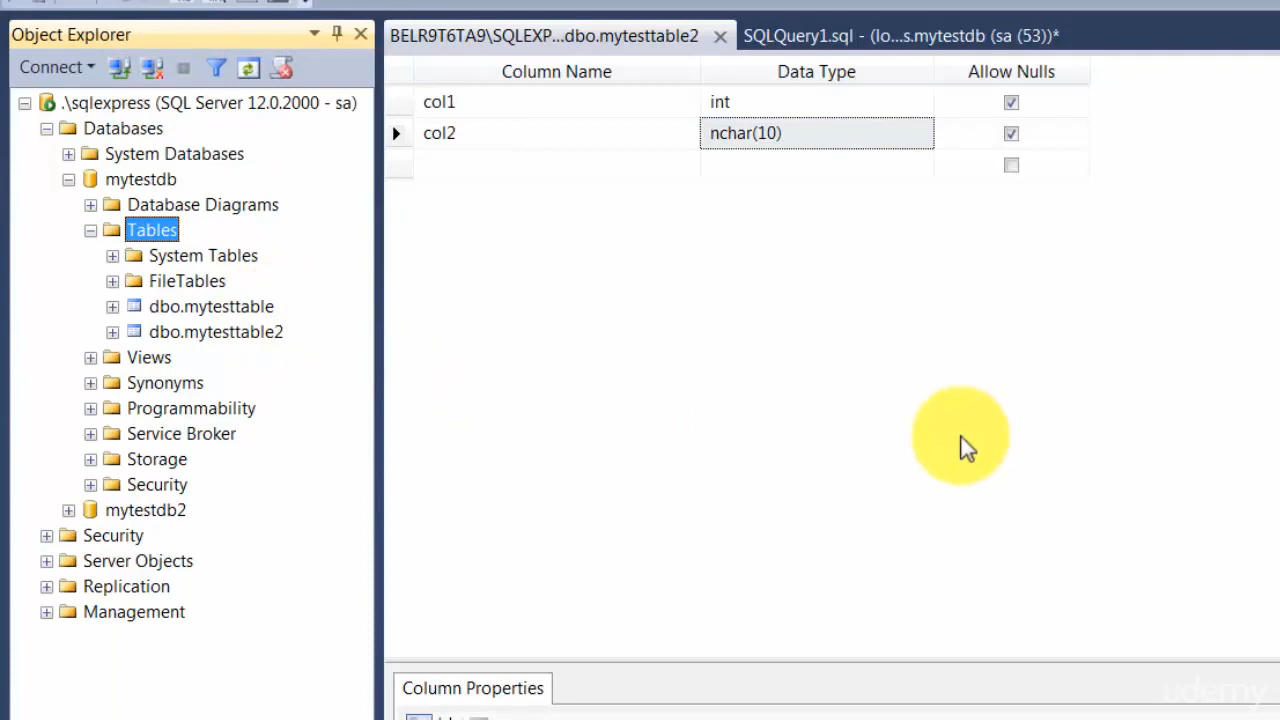 Object Explorer
Connect
.\sqlexpress (SQL Server 12.0.2000 - sa)
Databases
System Databases
mytestdb
Database Diagrams
Tables
System Tables
FileTables
dbo.mytesttable
dbo.mytesttable2
Views
Synonyms
Programmability
Service Broker
Storage
Security
mytestdb2
Security
Server Objects
Replication
Management
BELR9T6TA9\SQLEXP...dbo.mytesttable2
SQLQuery1.sql - (lo...s.mytestdb (sa (53))*
Column Name Data Type Allow Nulls
col1 int
col2 nchar(10)
Column Properties
udemy